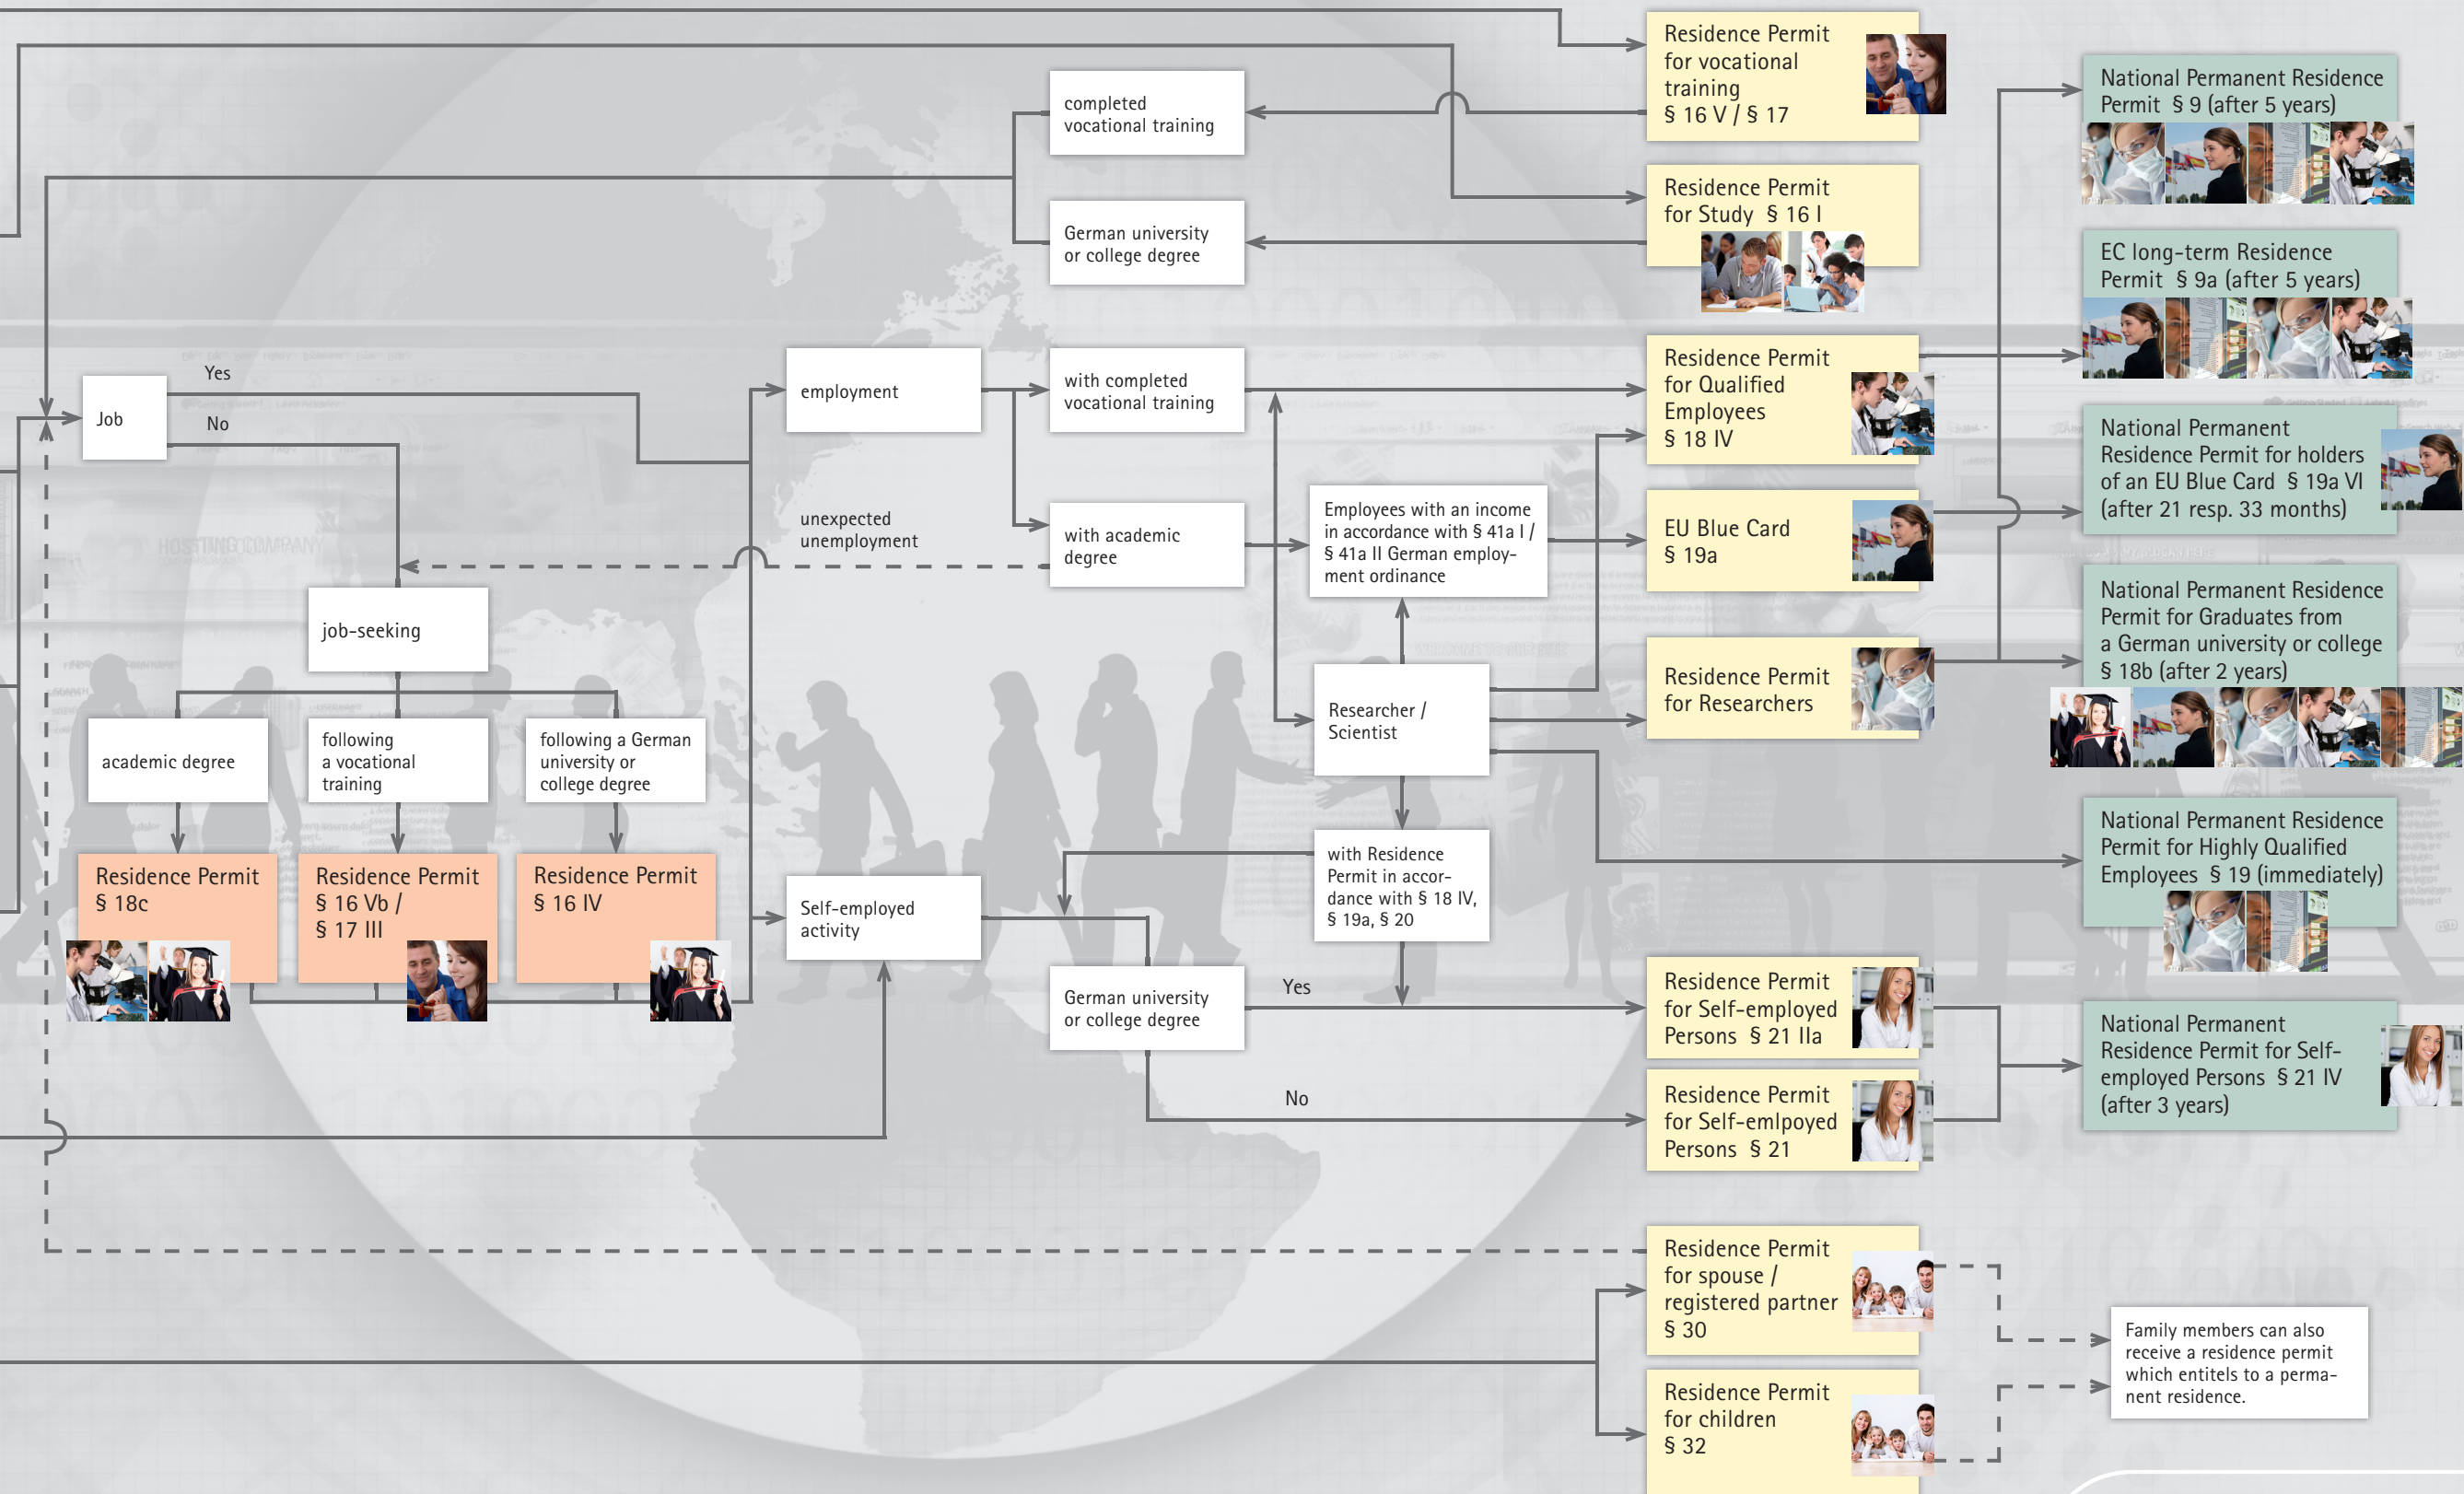 Residence Permit
for vocational
training
§ 16 V / § 17
National Permanent Residence
Permit § 9 (after 5 years)
completed
vocational training
Residence Permit
for Study § 16 I
German university
or college degree
EC long-term Residence
Permit § 9a (after 5 years)
Job
Yes
No
employment
with completed
vocational training
Residence Permit
for Qualified
Employees
§ 18 IV
National Permanent
Residence Permit for holders
of an EU Blue Card § 19a VI
(after 21 resp. 33 months)
unexpected
unemployment
with academic
degree
Employees with an income
in accordance with § 41a I /
§ 41a II German employ-
ment ordinance
EU Blue Card
§ 19a
HOSTING COMPANY
job-seeking
National Permanent Residence
Permit for Graduates from
a German university or college
§ 18b (after 2 years)
Researcher /
Scientist
Residence Permit
for Researchers
academic degree
following
a vocational
training
following a German
university or
college degree
Residence Permit
§ 18c
Residence Permit
§ 16 Vb /
§ 17 III
Residence Permit
§ 16 IV
with Residence
Permit in accor-
dance with § 18 IV,
§ 19a, § 20
National Permanent Residence
Permit for Highly Qualified
Employees § 19 (immediately)
Self-employed
activity
German university
or college degree
Yes
No
Residence Permit
for Self-employed
Persons § 21 IIa
Residence Permit
for Self-emlpoyed
Persons § 21
National Permanent
Residence Permit for Self-
employed Persons § 21 IV
(after 3 years)
Residence Permit
for spouse /
registered partner
§ 30
Residence Permit
for children
§ 32
Family members can also
receive a residence permit
which entitels to a perma-
nent residence.